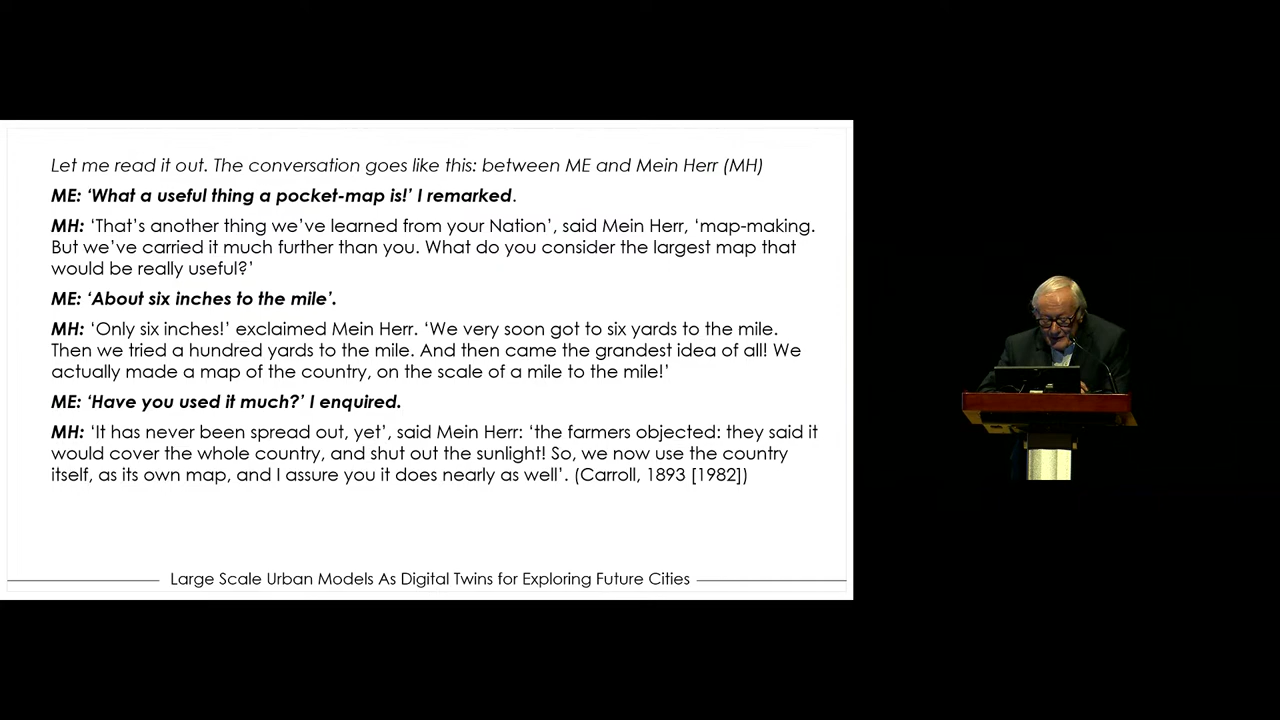 Let me read it out. The conversation goes like this: between ME and Mein Herr (MH)
ME: ‘What a useful thing a pocket-map is!’ I remarked.
MH: ‘That’s another thing we’ve learned from your Nation’, said Mein Herr, ‘map-making.
But we’ve carried it much further than you. What do you consider the largest map that
would be really useful?’
ME: ‘About six inches to the mile’.
MH: ‘Only six inches!’ exclaimed Mein Herr. ‘We very soon got to six yards to the mile.
Then we tried a hundred yards to the mile. And then came the grandest idea of all! We
actually made a map of the country, on the scale of a mile to the mile!’
ME: ‘Have you used it much?’ I enquired.
MH: ‘It has never been spread out, yet’, said Mein Herr: ‘the farmers objected: they said it
would cover the whole country, and shut out the sunlight! So, we now use the country
itself, as its own map, and I assure you it does nearly as well’. (Carroll, 1893 [1982])
Large Scale Urban Models As Digital Twins for Exploring Future Cities